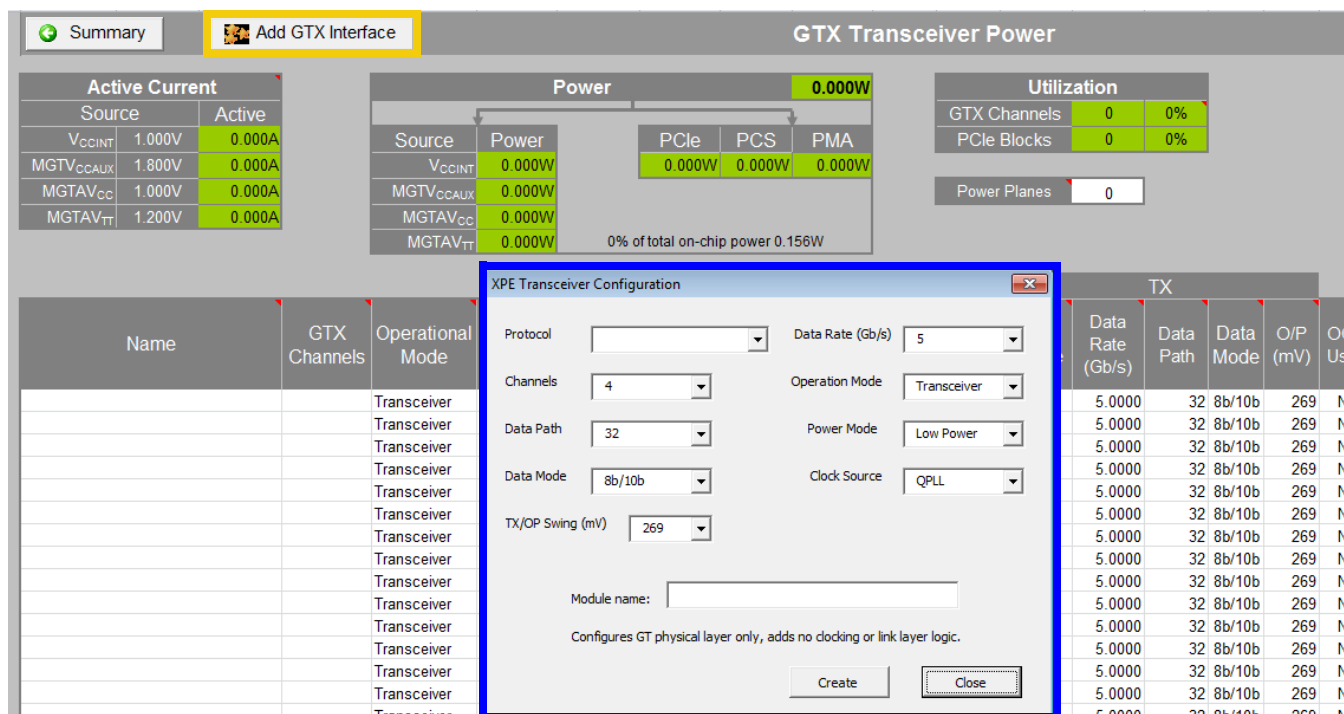 Summary
Add GTX Interface
GTX Transceiver Power
Active Current
Source Active
VCCINT 1.000V 0.000A
MGTVCCAUX 1.800V 0.000A
MGTAVCC 1.000V 0.000A
MGTAVTT 1.200V 0.000A
Power 0.000W
Source Power PCIe PCS PMA
VCCINT 0.000W 0.000W 0.000W 0.000W
MGTVCCAUX 0.000W
MGTAVCC 0.000W
MGTAVTT 0.000W 0% of total on-chip power 0.156W
Utilization
GTX Channels 0 0%
PCIe Blocks 0 0%
Power Planes 0
Name
GTX Channels
Operational Mode
TX
Data Rate (Gb/s)
Data Path
Data Mode
O/P (mV)
XPE Transceiver Configuration
Protocol Data Rate (Gb/s) 5
Channels 4 Operation Mode Transceiver
Data Path 32 Power Mode Low Power
Data Mode 8b/10b Clock Source QPLL
TX/OP Swing (mV) 269
Module name:
Configures GT physical layer only, adds no clocking or link layer logic.
Create Close
Transceiver 5.0000 32 8b/10b 269 N
Transceiver 5.0000 32 8b/10b 269 N
Transceiver 5.0000 32 8b/10b 269 N
Transceiver 5.0000 32 8b/10b 269 N
Transceiver 5.0000 32 8b/10b 269 N
Transceiver 5.0000 32 8b/10b 269 N
Transceiver 5.0000 32 8b/10b 269 N
Transceiver 5.0000 32 8b/10b 269 N
Transceiver 5.0000 32 8b/10b 269 N
Transceiver 5.0000 32 8b/10b 269 N
Transceiver 5.0000 32 8b/10b 269 N
Transceiver 5.0000 32 8b/10b 269 N
Transceiver 5.0000 32 8b/10b 269 N
Transceiver 5.0000 32 8b/10b 269 N